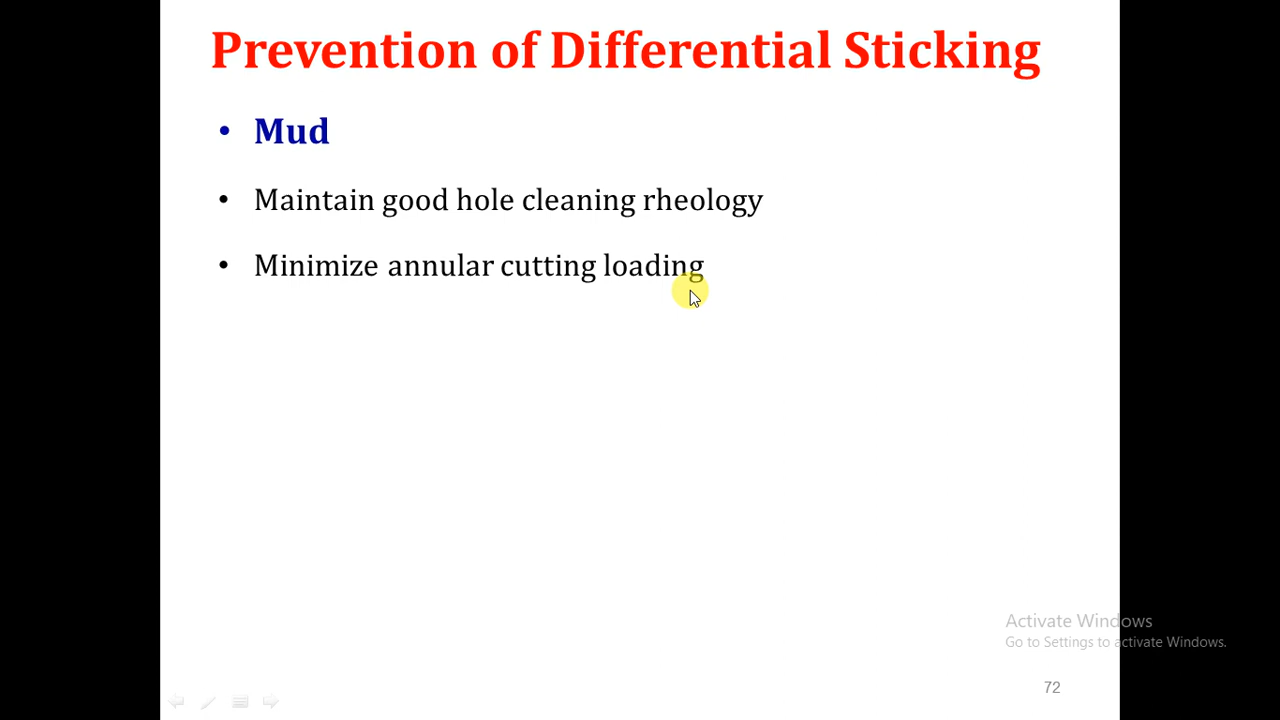 Prevention of Differential Sticking
• Mud
• Maintain good hole cleaning rheology
• Minimize annular cutting loading
Activate Windows
Go to Settings to activate Windows.
72